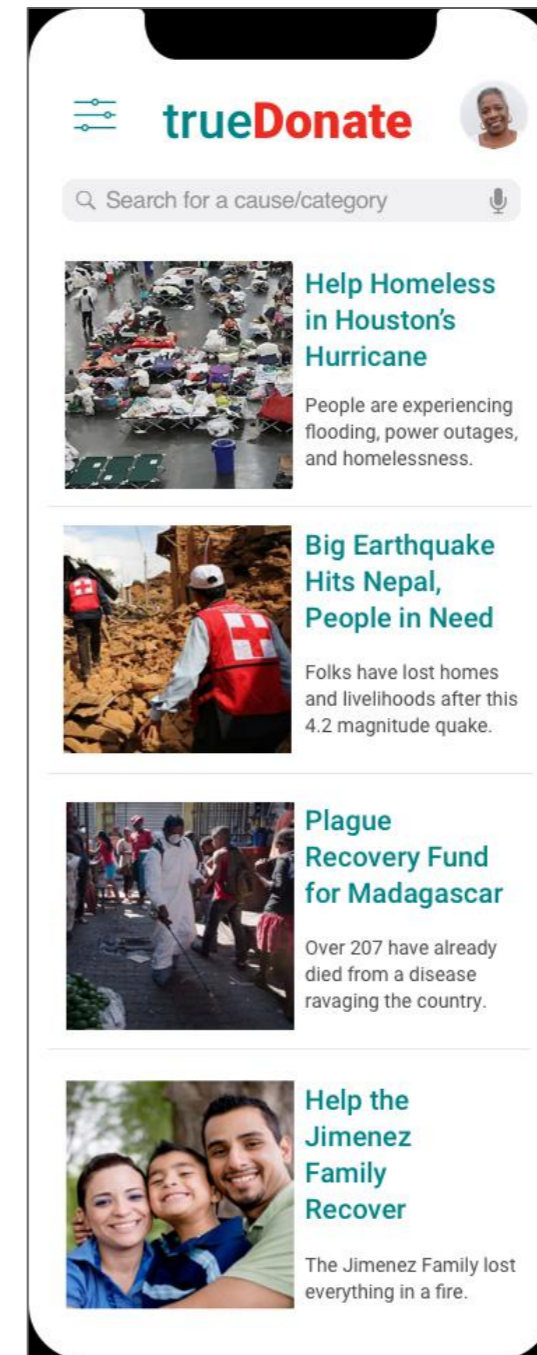 trueDonate
Search for a cause/category
Help Homeless
in Houston's
Hurricane
People are experiencing
flooding, power outages,
and homelessness.
Big Earthquake
Hits Nepal,
People in Need
Folks have lost homes
and livelihoods after this
4.2 magnitude quake.
Plague
Recovery Fund
for Madagascar
Over 207 have already
died from a disease
ravaging the country.
Help the
Jimenez
Family
Recover
The Jimenez Family lost
everything in a fire.